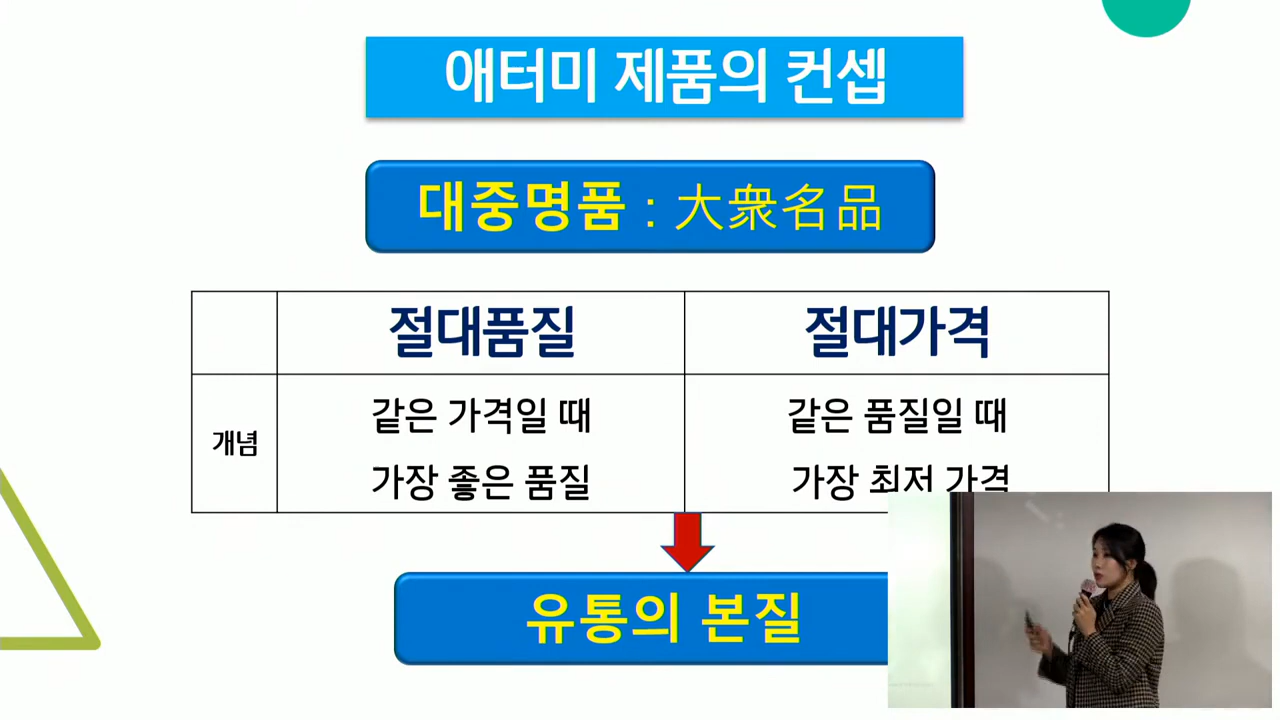 애터미 제품의 컨셉
대중명품 : 大衆名品
절대품질 절대가격
개념
같은 가격일 때
가장 좋은 품질
같은 품질일 때
가장 최저 가격
유통의 본질